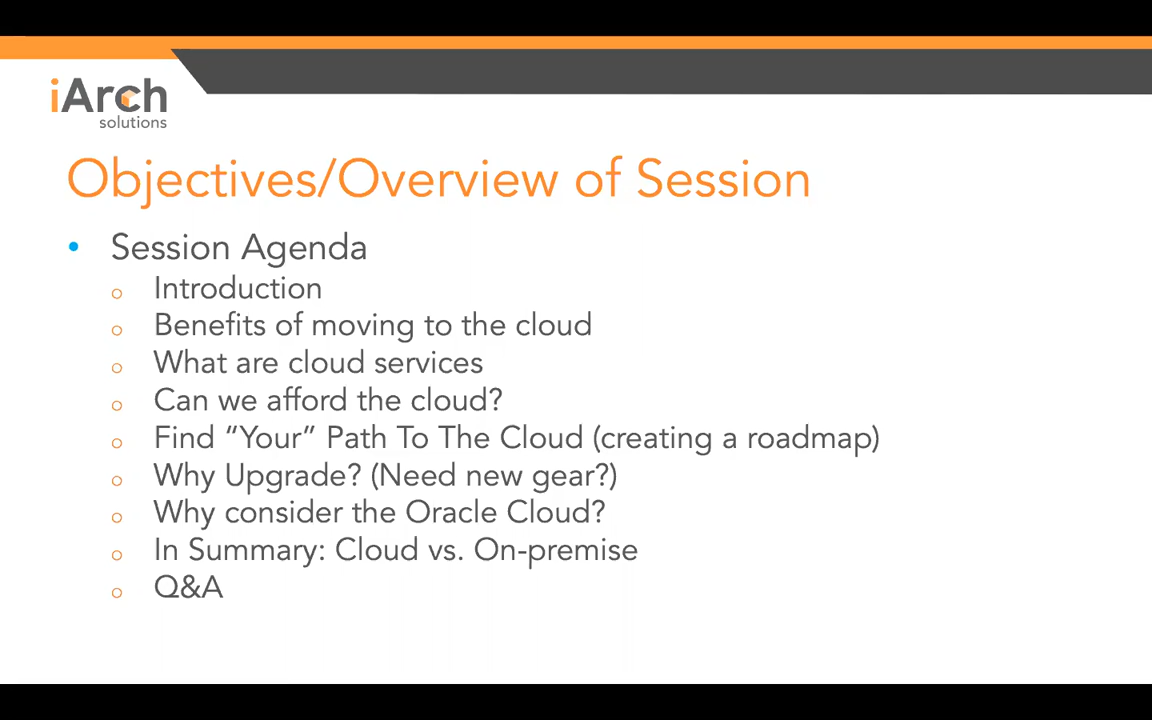 iArch
solutions
Objectives/Overview of Session
• Session Agenda
o Introduction
o Benefits of moving to the cloud
o What are cloud services
o Can we afford the cloud?
o Find “Your” Path To The Cloud (creating a roadmap)
o Why Upgrade? (Need new gear?)
o Why consider the Oracle Cloud?
o In Summary: Cloud vs. On-premise
o Q&A